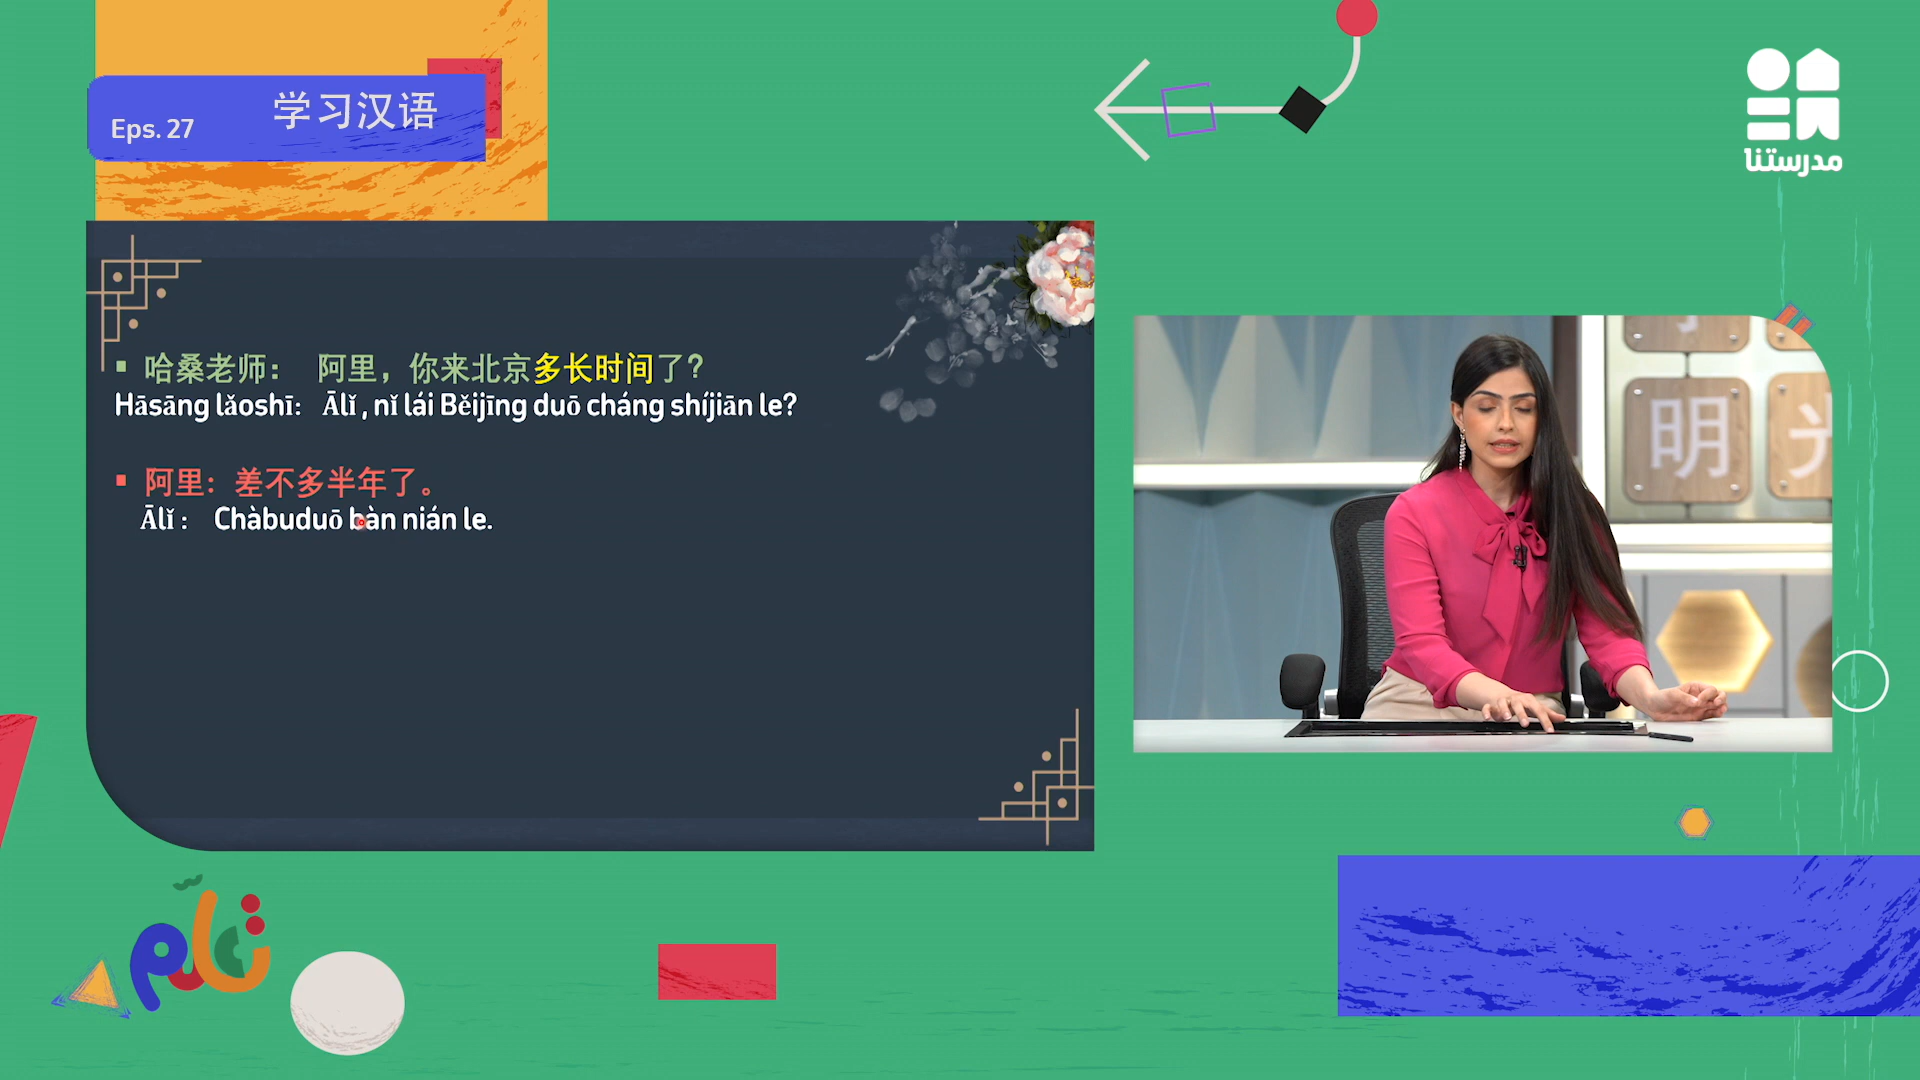 Eps. 27
学习汉语
مدرستنا
哈桑老师： 阿里，你来北京多长时间了？
Hāsāng lǎoshī: Ālǐ , nǐ lái Běijīng duō cháng shíjiān le?
阿里: 差不多半年了。
Ālǐ : Chàbuduō bàn nián le.
明
نتكلم